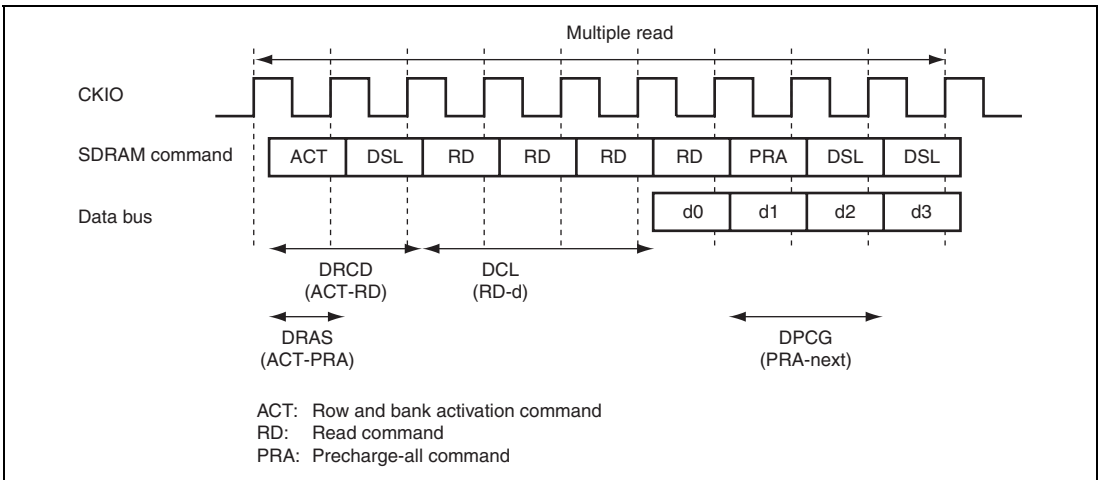 Multiple read
CKIO
SDRAM command ACT DSL RD RD RD RD PRA DSL DSL
Data bus d0 d1 d2 d3
DRCD
(ACT-RD)
DCL
(RD-d)
DRAS
(ACT-PRA)
DPCG
(PRA-next)
ACT: Row and bank activation command
RD: Read command
PRA: Precharge-all command